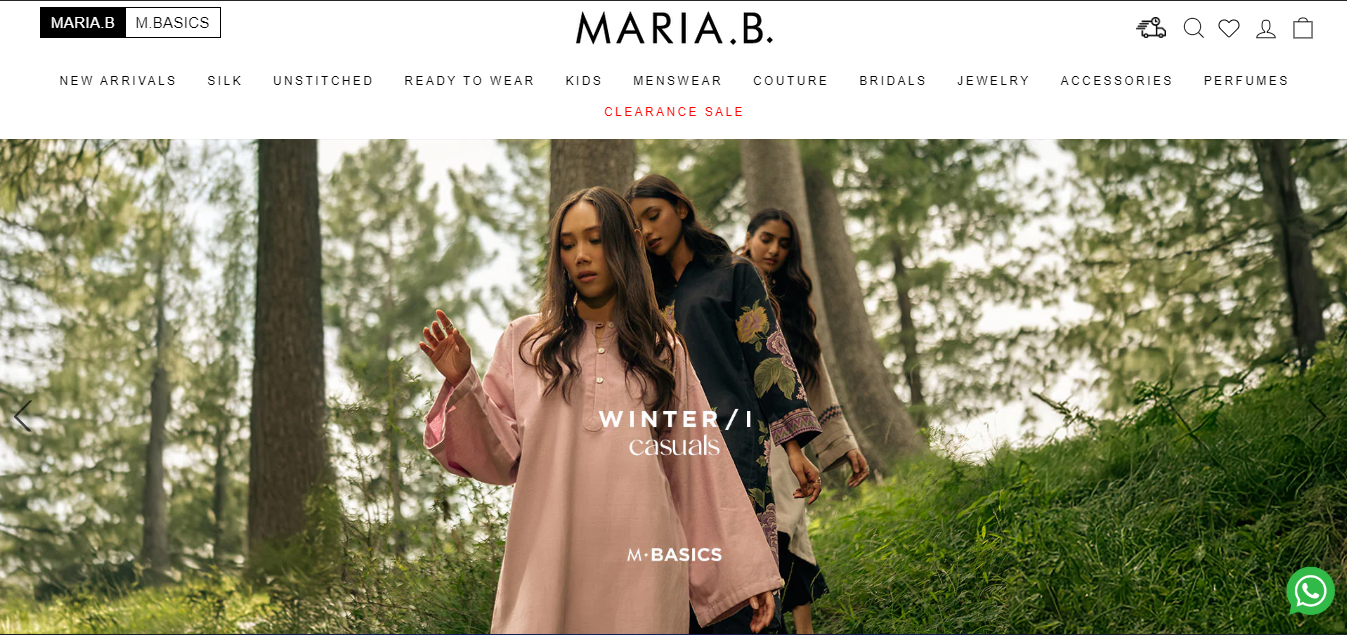 MARIA.B M.BASICS
MARIA.B.
NEW ARRIVALS SILK UNSTITCHED READY TO WEAR KIDS MENSWEAR COUTURE BRIDALS JEWELRY ACCESSORIES PERFUMES
CLEARANCE SALE
WINTER/I
casuals
M·BASICS